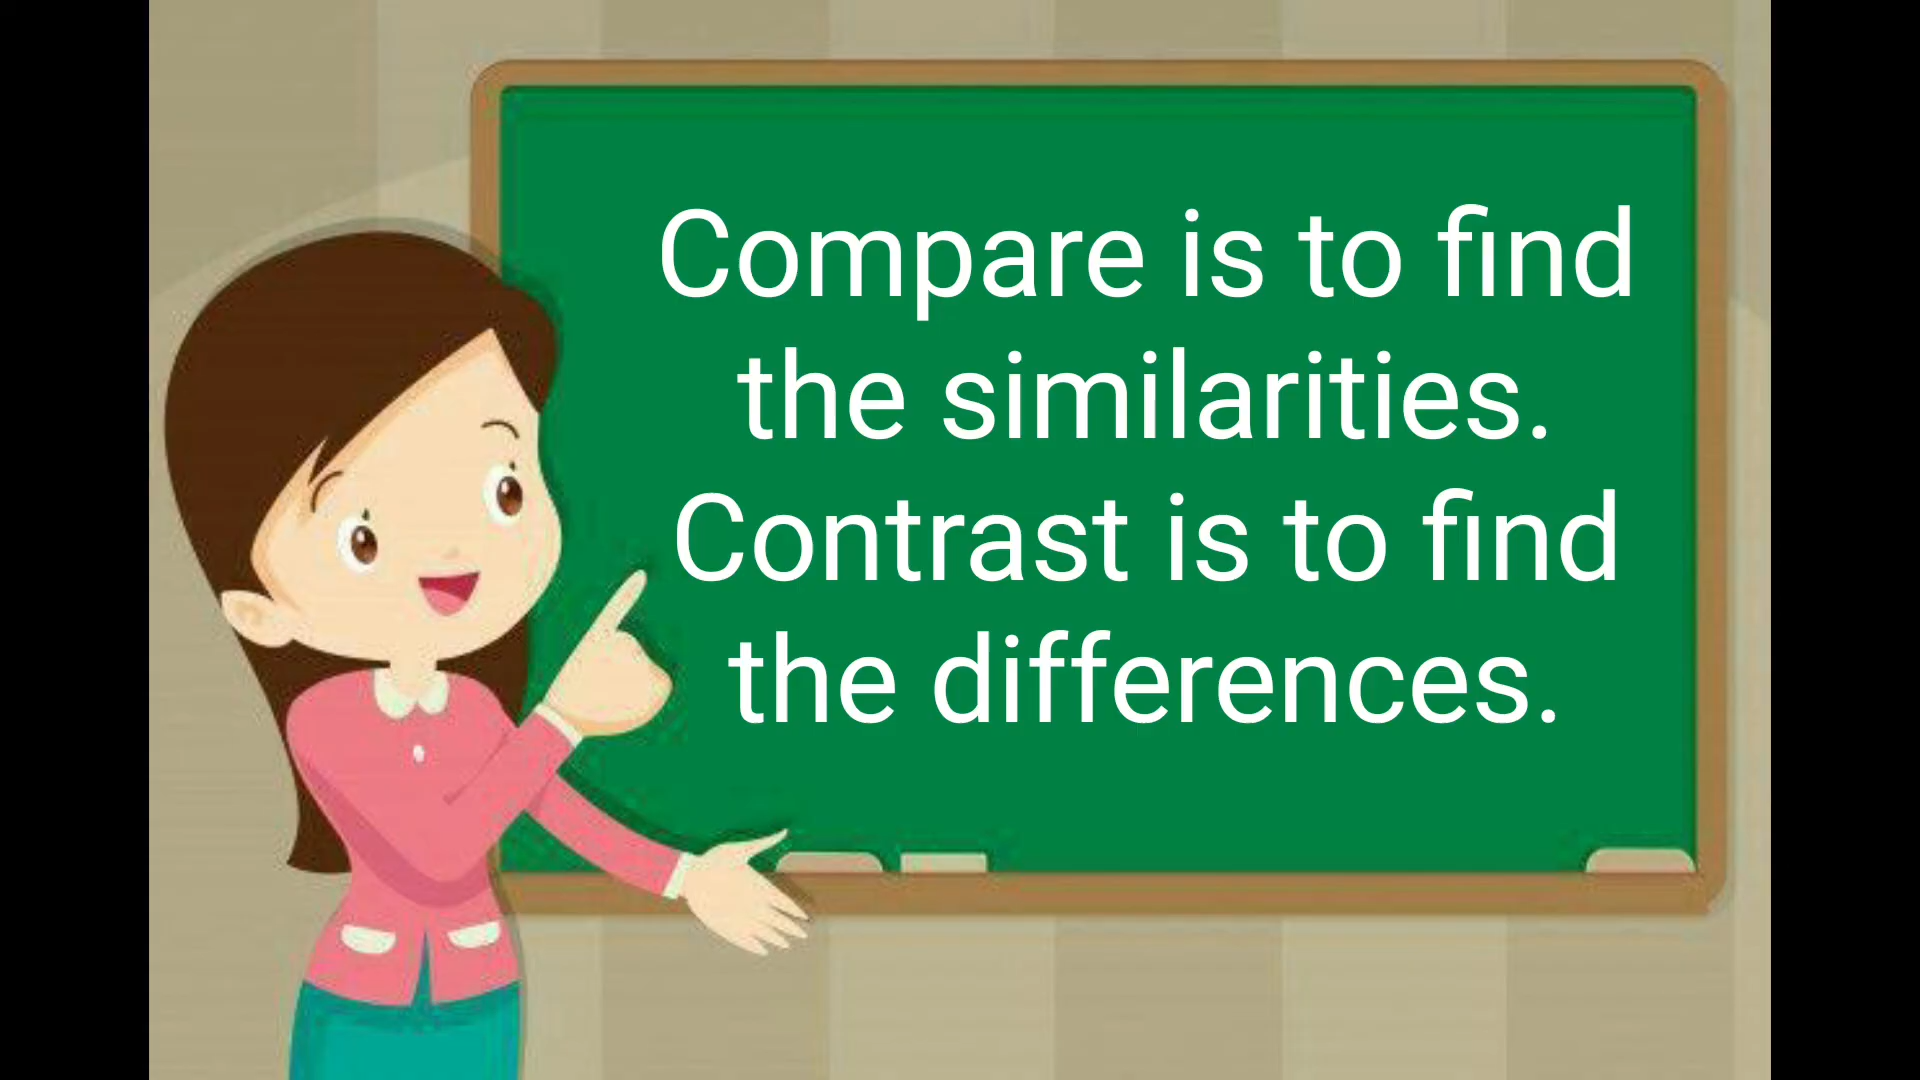 Compare is to find
the similarities.
Contrast is to find
the differences.